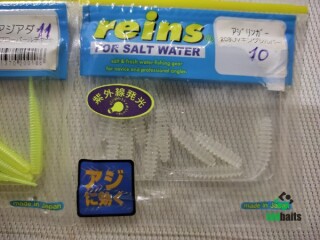 アジアダ
11
reins
FOR SALT WATER
salt & fresh water fishing gear
for novice and professional anglers
アジリンガー
10
紫外線発光
アジ
に効く
made in Japan
made in Japan
baits